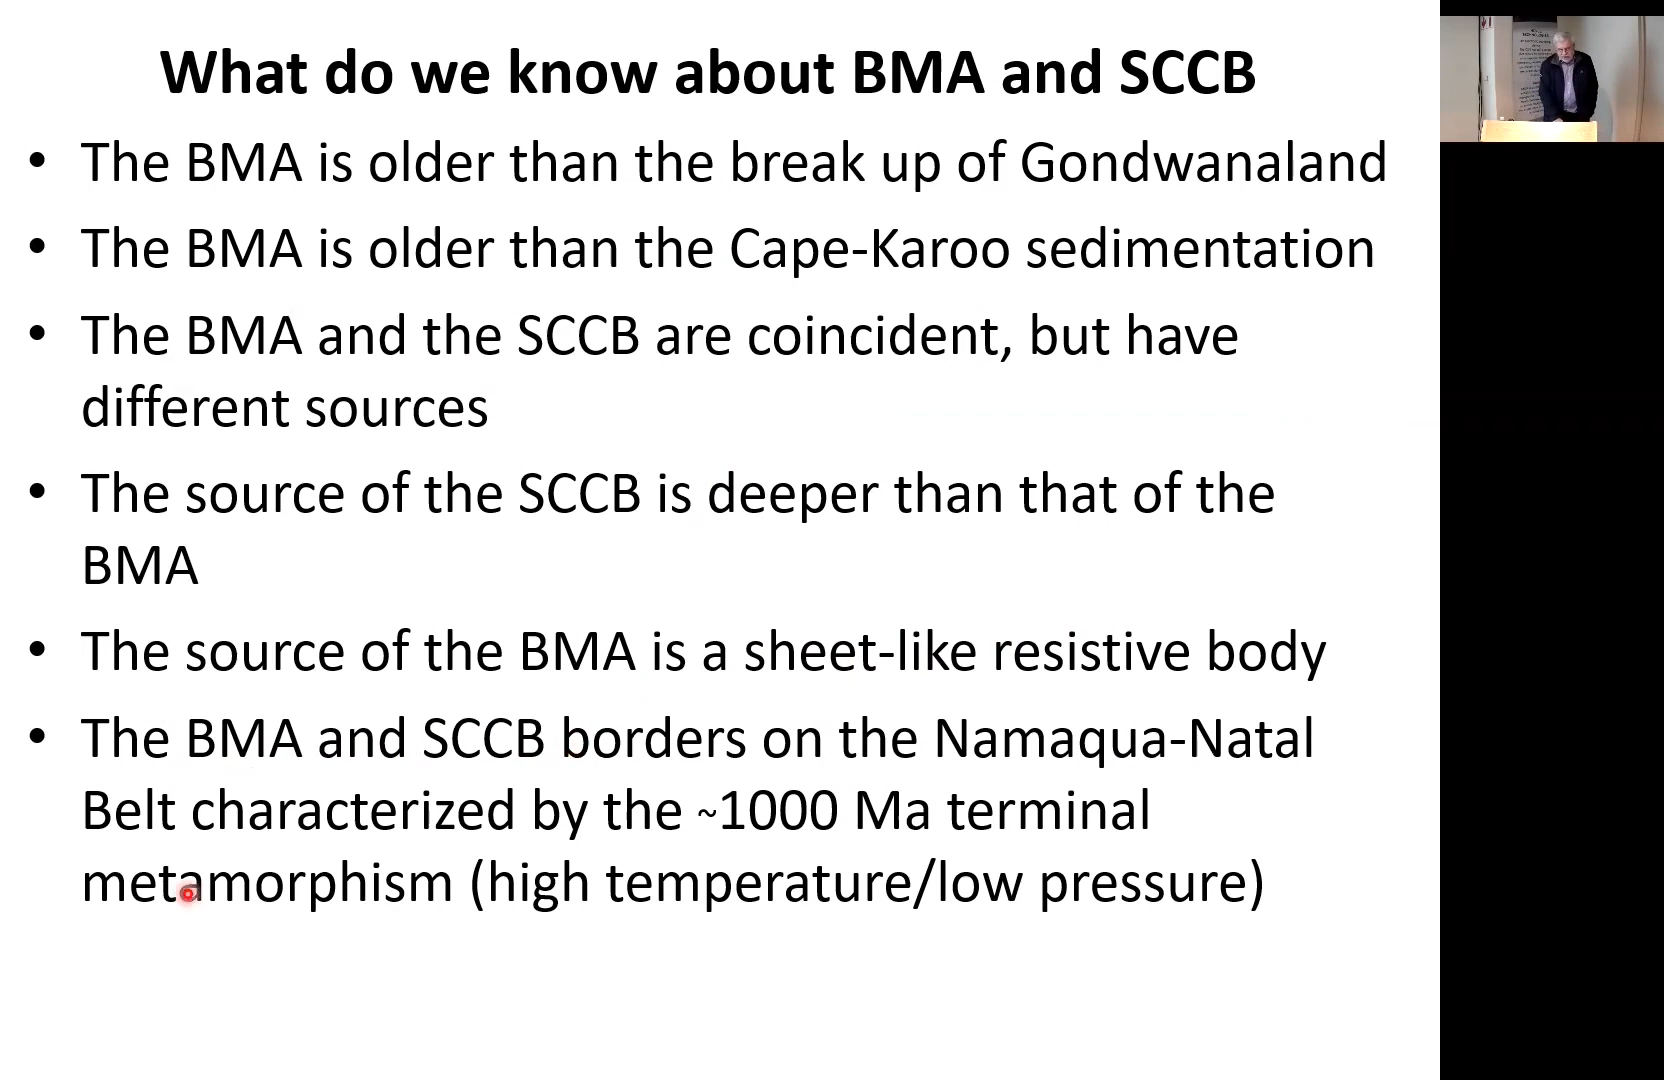 What do we know about BMA and SCCB
• The BMA is older than the break up of Gondwanaland
• The BMA is older than the Cape-Karoo sedimentation
• The BMA and the SCCB are coincident, but have
different sources
• The source of the SCCB is deeper than that of the
BMA
• The source of the BMA is a sheet-like resistive body
• The BMA and SCCB borders on the Namaqua-Natal
Belt characterized by the ~1000 Ma terminal
metamorphism (high temperature/low pressure)